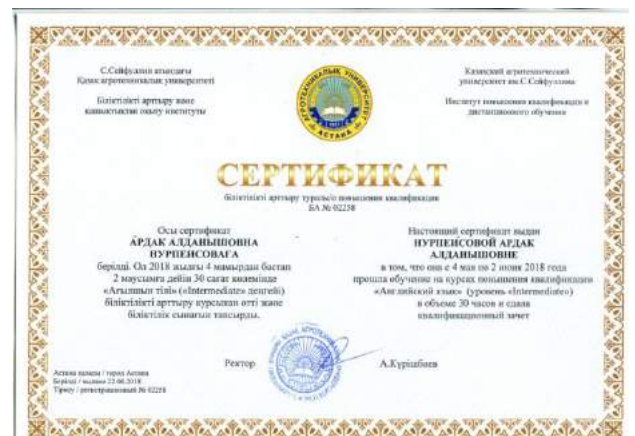 С.Сейфуллин атындағы
Қазақ агротехникалық университеті
Біліктілікті арттыру және
қашықтықтан оқыту институты
Казахский агротехнический
университет им.С.Сейфуллина
Институт повышения квалификации и
дистанционного обучения
АГРОТЕХНИКАЛЫҚ УНИВЕРСИТЕТІ
АСТАНА
СЕРТИФИКАТ
біліктілікті арттыру туралы/о повышении квалификации
БА № 02258
Осы сертификат
АРДАК АЛДАНЫШОВНА
НУРПЕИСОВАҒА
берілді. Ол 2018 жылғы 4 мамырдан бастап
2 маусымға дейін 30 сағат көлемінде
«Ағылшын тілі» («Intermediate» деңгейі)
біліктілікті арттыру курсынан өтті және
біліктілік сынағын тапсырды.
Настоящий сертификат выдан
НУРПЕИСОВОЙ АРДАК
АЛДАНЫШОВНЕ
в том, что она с 4 мая по 2 июня 2018 года
прошла обучение на курсах повышения квалификации
«Английский язык» (уровень «Intermediate»)
в объеме 30 часов и сдала
квалификационный зачет
Ректор
А.Күрішбаев
Астана қаласы / город Астана
Берілді / выдано 22.06.2018
Тіркеу / регистрационный № 02258